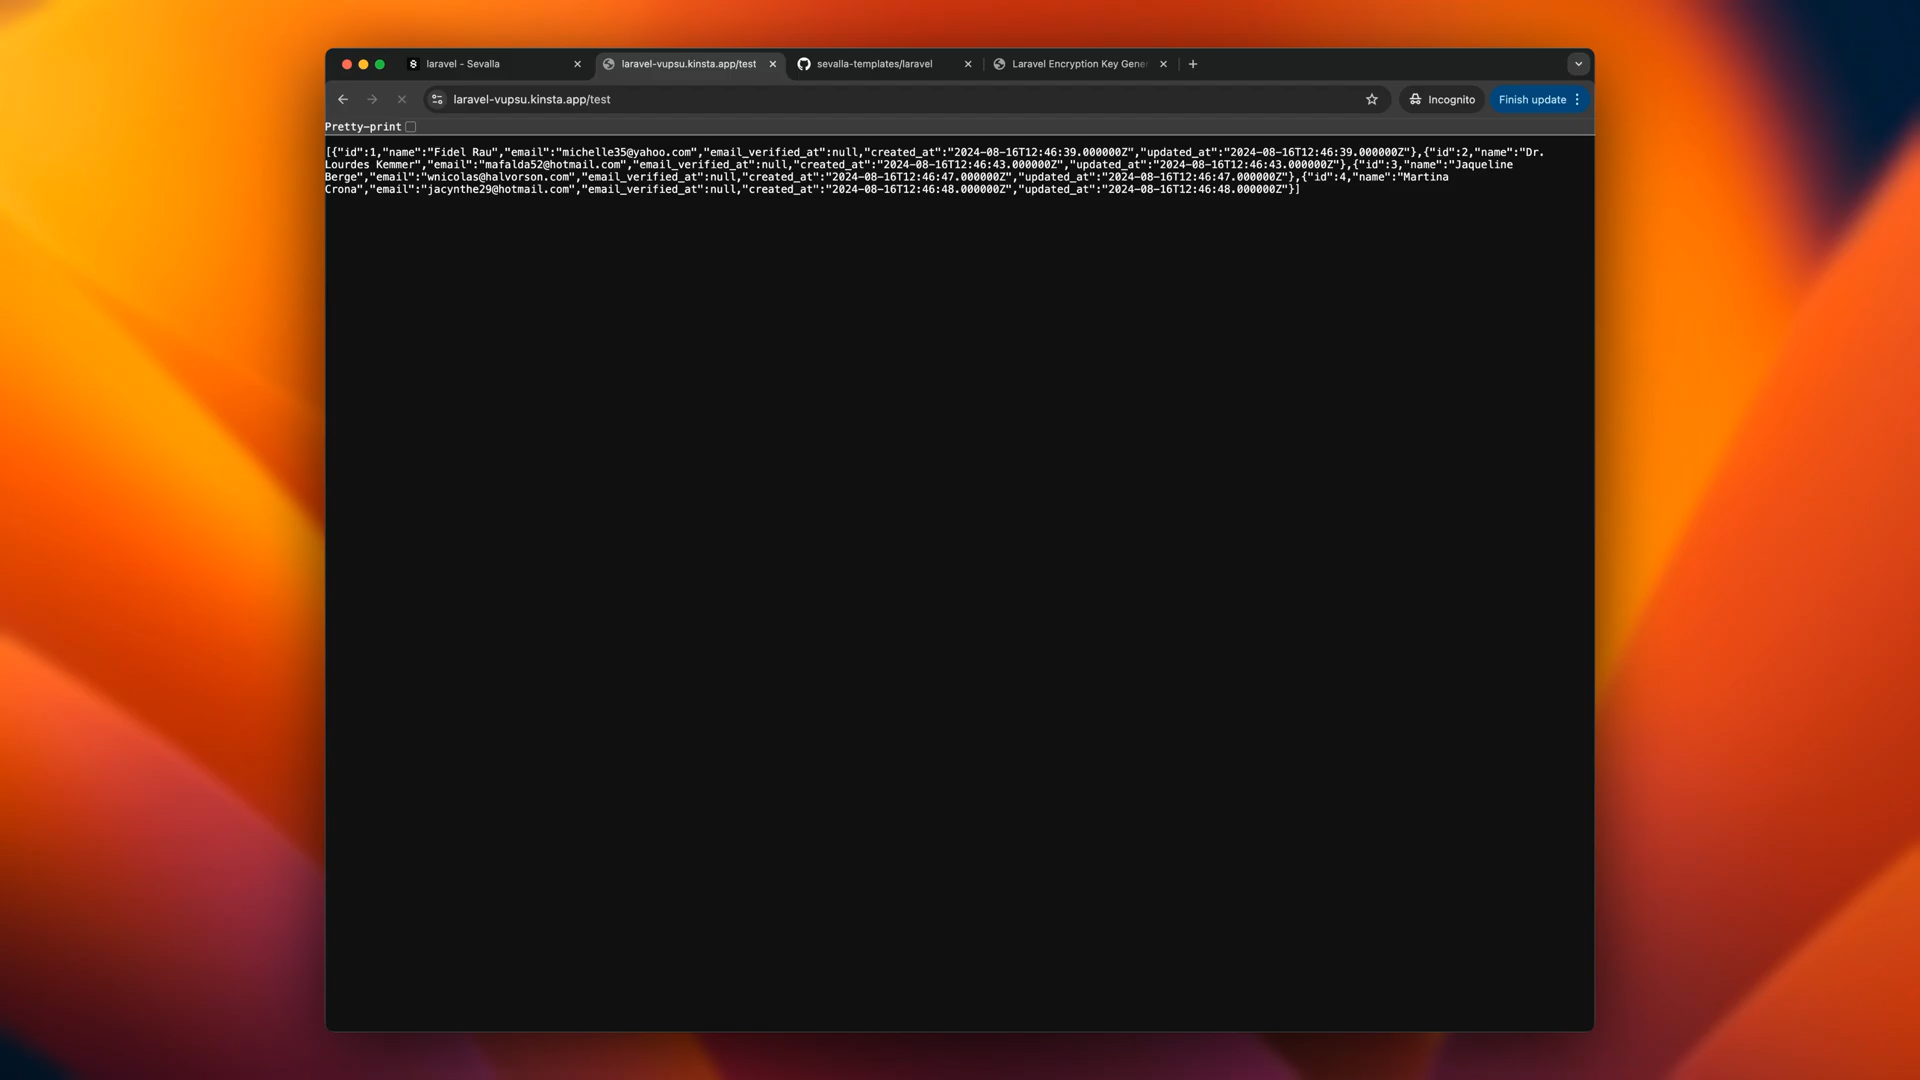 laravel - Sevalla
laravel-vupsu.kinsta.app/test
sevalla-templates/laravel
Laravel Encryption Key Gene
laravel-vupsu.kinsta.app/test
Incognito
Finish update
Pretty-print
[{"id":1,"name":"Fidel Rau","email":"michelle35@yahoo.com","email_verified_at":null,"created_at":"2024-08-16T12:46:39.000000Z","updated_at":"2024-08-16T12:46:39.000000Z"},{"id":2,"name":"Dr.
Lourdes Kemmer","email":"mafalda52@hotmail.com","email_verified_at":null,"created_at":"2024-08-16T12:46:43.000000Z","updated_at":"2024-08-16T12:46:43.000000Z"},{"id":3,"name":"Jaqueline
Berge","email":"wnicolas@halvorson.com","email_verified_at":null,"created_at":"2024-08-16T12:46:47.000000Z","updated_at":"2024-08-16T12:46:47.000000Z"},{"id":4,"name":"Martina
Crona","email":"jacynthe29@hotmail.com","email_verified_at":null,"created_at":"2024-08-16T12:46:48.000000Z","updated_at":"2024-08-16T12:46:48.000000Z"}]